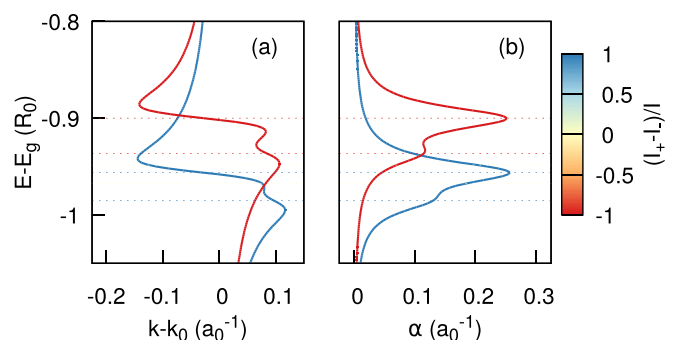 -0.8
-0.9
-1
E-Eg (R0)
(a)
(b)
-0.2 -0.1 0 0.1
k-k0 (a0-1)
0 0.1 0.2 0.3
α (a0-1)
1
0.5
0
-0.5
-1
(I+-I-)/I